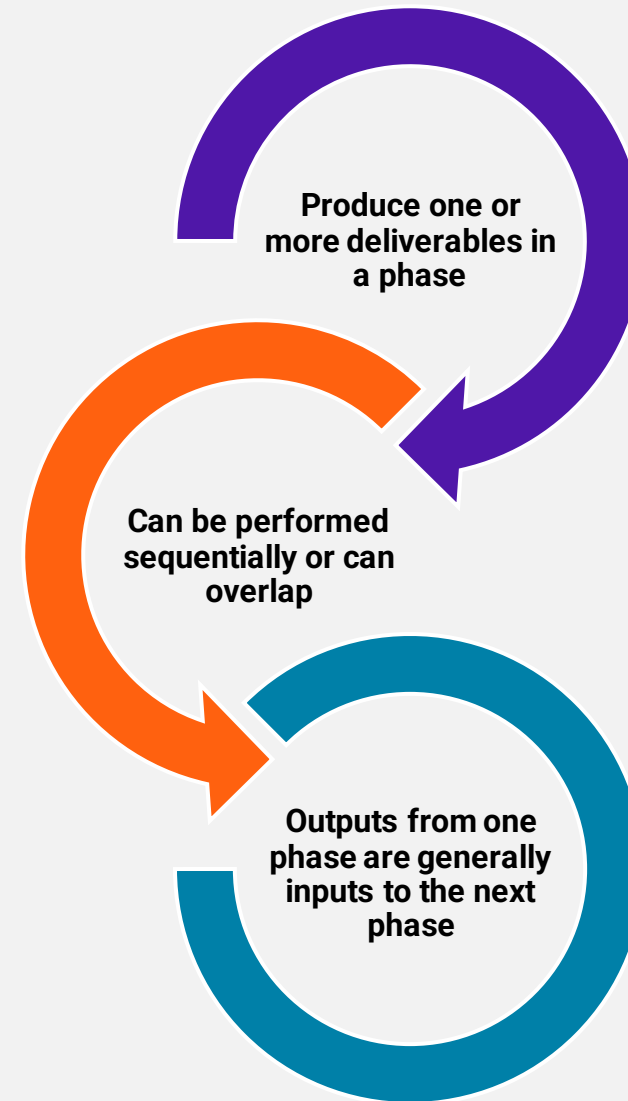 Produce one or
more deliverables in
a phase
Can be performed
sequentially or can
overlap
Outputs from one
phase are generally
inputs to the next
phase